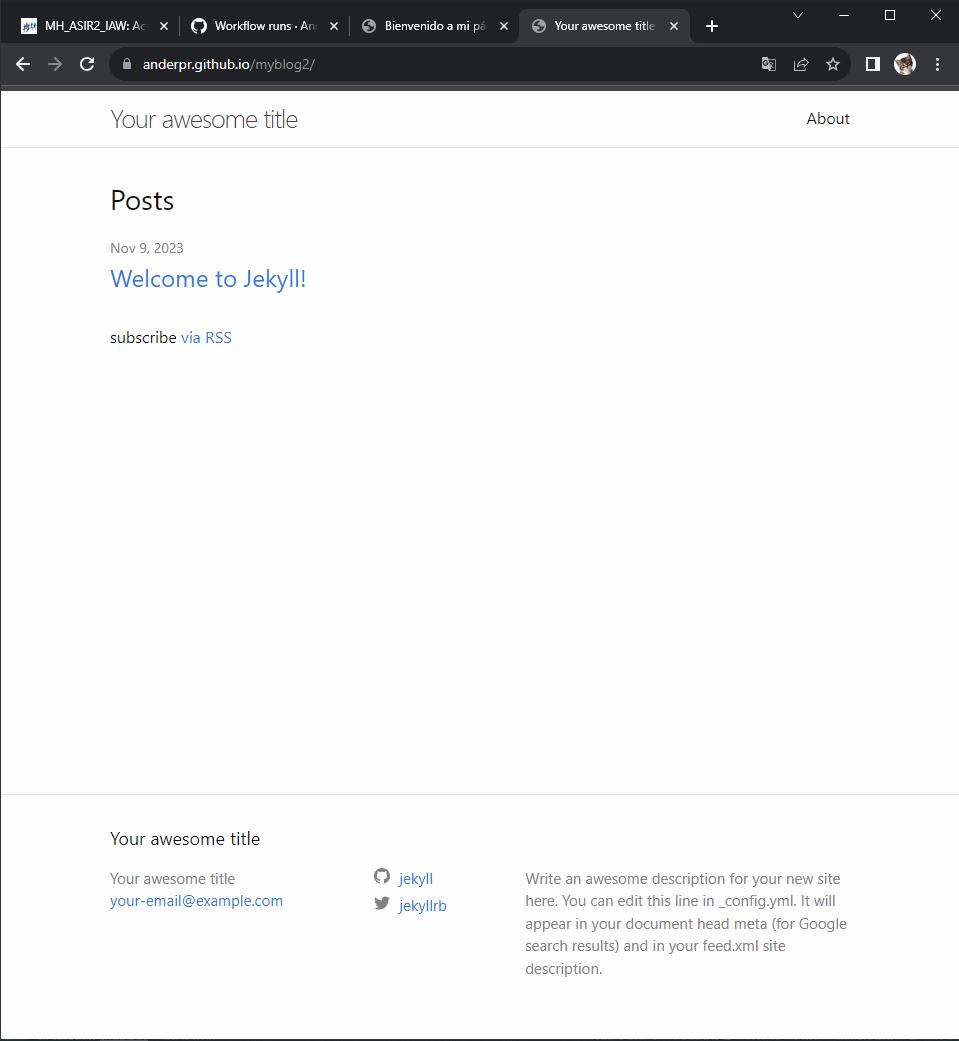 MH_ASIR2_IAW: Ac
Workflow runs · And
Bienvenido a mi pá
Your awesome title
anderpr.github.io/myblog2/
Your awesome title
About
Posts
Nov 9, 2023
Welcome to Jekyll!
subscribe via RSS
Your awesome title
Your awesome title
your-email@example.com
jekyll
jekyllrb
Write an awesome description for your new site
here. You can edit this line in _config.yml. It will
appear in your document head meta (for Google
search results) and in your feed.xml site
description.